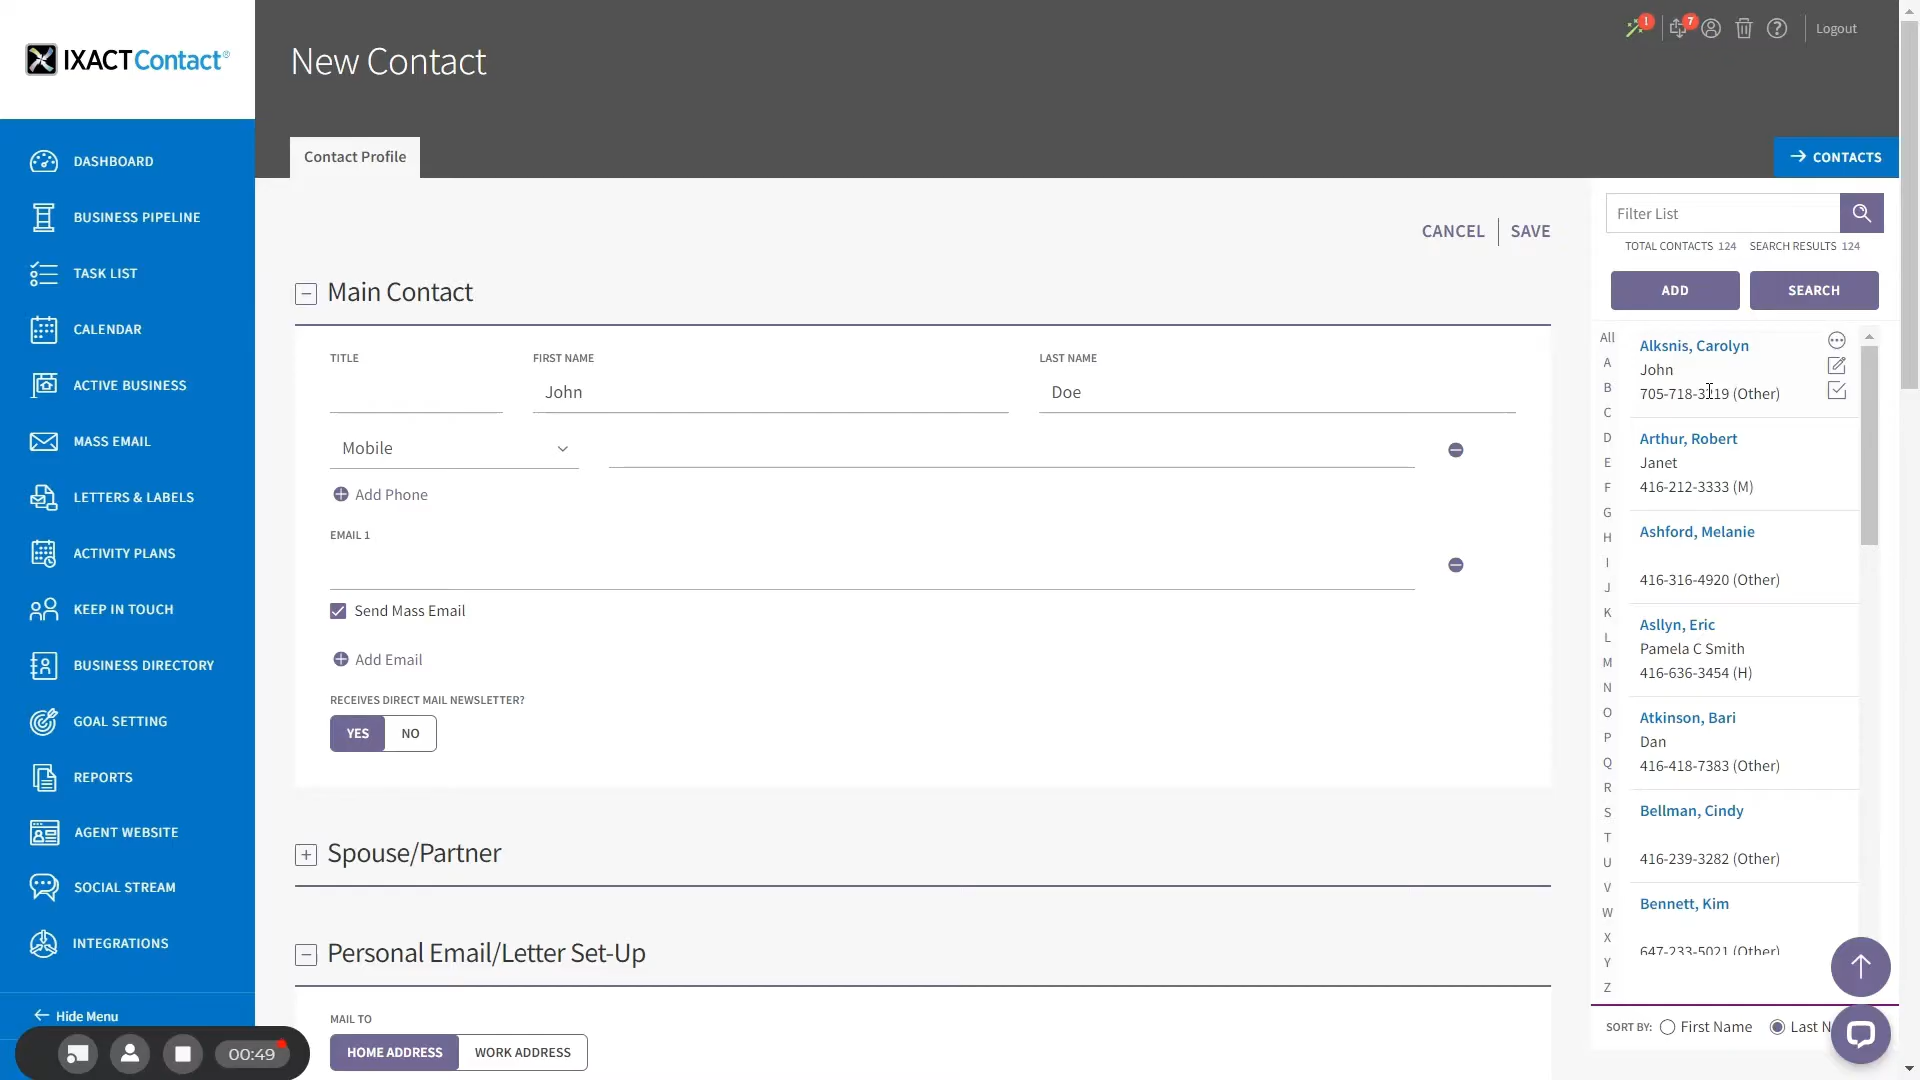 IXACTContact®
DASHBOARD
BUSINESS PIPELINE
TASK LIST
CALENDAR
ACTIVE BUSINESS
MASS EMAIL
LETTERS & LABELS
ACTIVITY PLANS
KEEP IN TOUCH
BUSINESS DIRECTORY
GOAL SETTING
REPORTS
AGENT WEBSITE
SOCIAL STREAM
INTEGRATIONS
Hide Menu
00:49
New Contact
1
7
Logout
Contact Profile
CONTACTS
CANCEL
SAVE
Main Contact
TITLE
FIRST NAME
LAST NAME
John
Doe
Mobile
Add Phone
EMAIL 1
Send Mass Email
Add Email
RECEIVES DIRECT MAIL NEWSLETTER?
YES
NO
Spouse/Partner
Personal Email/Letter Set-Up
MAIL TO
HOME ADDRESS
WORK ADDRESS
Filter List
TOTAL CONTACTS 124
SEARCH RESULTS 124
ADD
SEARCH
All
A
B
C
D
E
F
G
H
I
J
K
L
M
N
O
P
Q
R
S
T
U
V
W
X
Y
Z
Alksnis, Carolyn
John
705-718-3119 (Other)
Arthur, Robert
Janet
416-212-3333 (M)
Ashford, Melanie
416-316-4920 (Other)
Asllyn, Eric
Pamela C Smith
416-636-3454 (H)
Atkinson, Bari
Dan
416-418-7383 (Other)
Bellman, Cindy
416-239-3282 (Other)
Bennett, Kim
647-233-5021 (Other)
SORT BY:
First Name
Last N